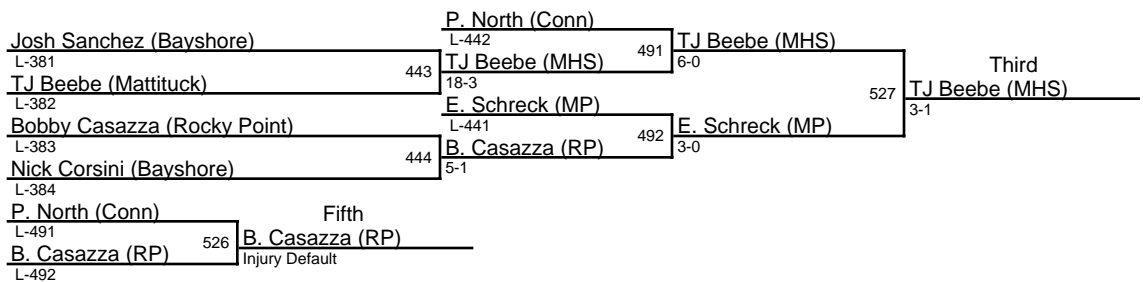 P. North (Conn)
Josh Sanchez (Bayshore)
L-442
491
TJ Beebe (MHS)
L-381
443
TJ Beebe (MHS)
6-0
Third
TJ Beebe (Mattituck)
18-3
527
TJ Beebe (MHS)
L-382
E. Schreck (MP)
3-1
Bobby Casazza (Rocky Point)
L-441
492
E. Schreck (MP)
L-383
444
B. Casazza (RP)
3-0
Nick Corsini (Bayshore)
5-1
L-384
P. North (Conn)
Fifth
L-491
526
B. Casazza (RP)
B. Casazza (RP)
Injury Default
L-492